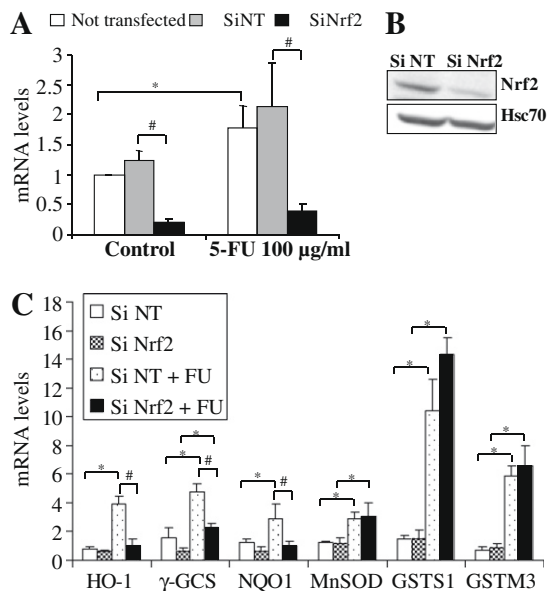 A
Not transfected
SiNT
SiNrf2
mRNA levels
3
2.5
2
1.5
1
0.5
0
*
#
#
Control
5-FU 100 µg/ml
B
Si NT Si Nrf2
Nrf2
Hsc70
C
mRNA levels
18
16
14
12
10
8
6
4
2
0
Si NT
Si Nrf2
Si NT + FU
Si Nrf2 + FU
*
#
*
*
#
*
#
*
*
*
*
*
*
HO-1
γ-GCS
NQO1
MnSOD
GSTS1
GSTM3